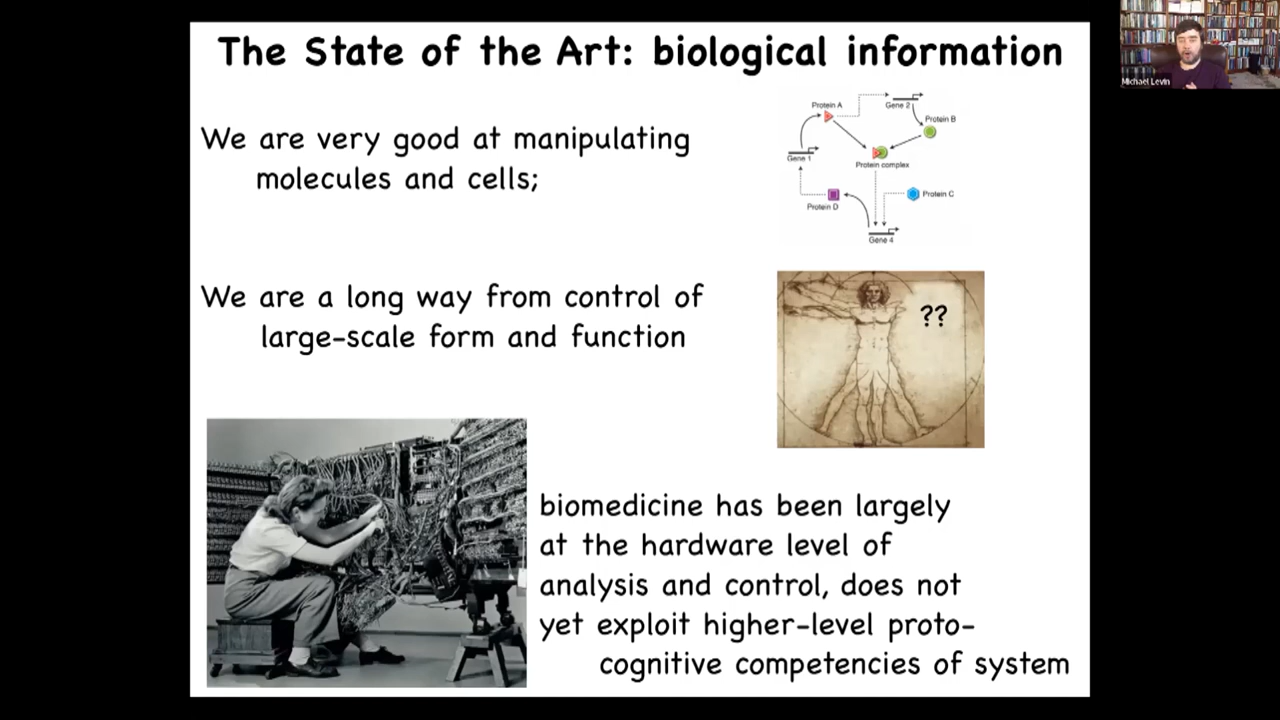 The State of the Art: biological information
Michael Levin
We are very good at manipulating
molecules and cells;
Protein A
Gene 2
Protein B
Gene 1
Protein complex
Protein D
Protein C
Gene 4
We are a long way from control of
large-scale form and function
??
biomedicine has been largely
at the hardware level of
analysis and control, does not
yet exploit higher-level proto-
cognitive competencies of system